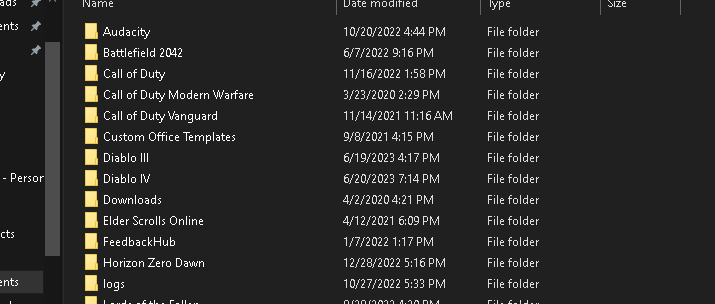 ads Name Date modified Type Size
ents Audacity 10/20/2022 4:44 PM File folder
Battlefield 2042 6/7/2022 9:16 PM File folder
y Call of Duty 11/16/2022 1:58 PM File folder
Call of Duty Modern Warfare 3/23/2020 2:29 PM File folder
Call of Duty Vanguard 11/14/2021 11:16 AM File folder
Custom Office Templates 9/8/2021 4:15 PM File folder
Diablo III 6/19/2023 4:17 PM File folder
- Person Diablo IV 6/20/2023 7:14 PM File folder
Downloads 4/2/2020 4:21 PM File folder
Elder Scrolls Online 4/12/2021 6:09 PM File folder
cts FeedbackHub 1/7/2022 1:17 PM File folder
Horizon Zero Dawn 12/28/2022 5:16 PM File folder
ents logs 10/27/2022 5:33 PM File folder
Lords of the Fallen